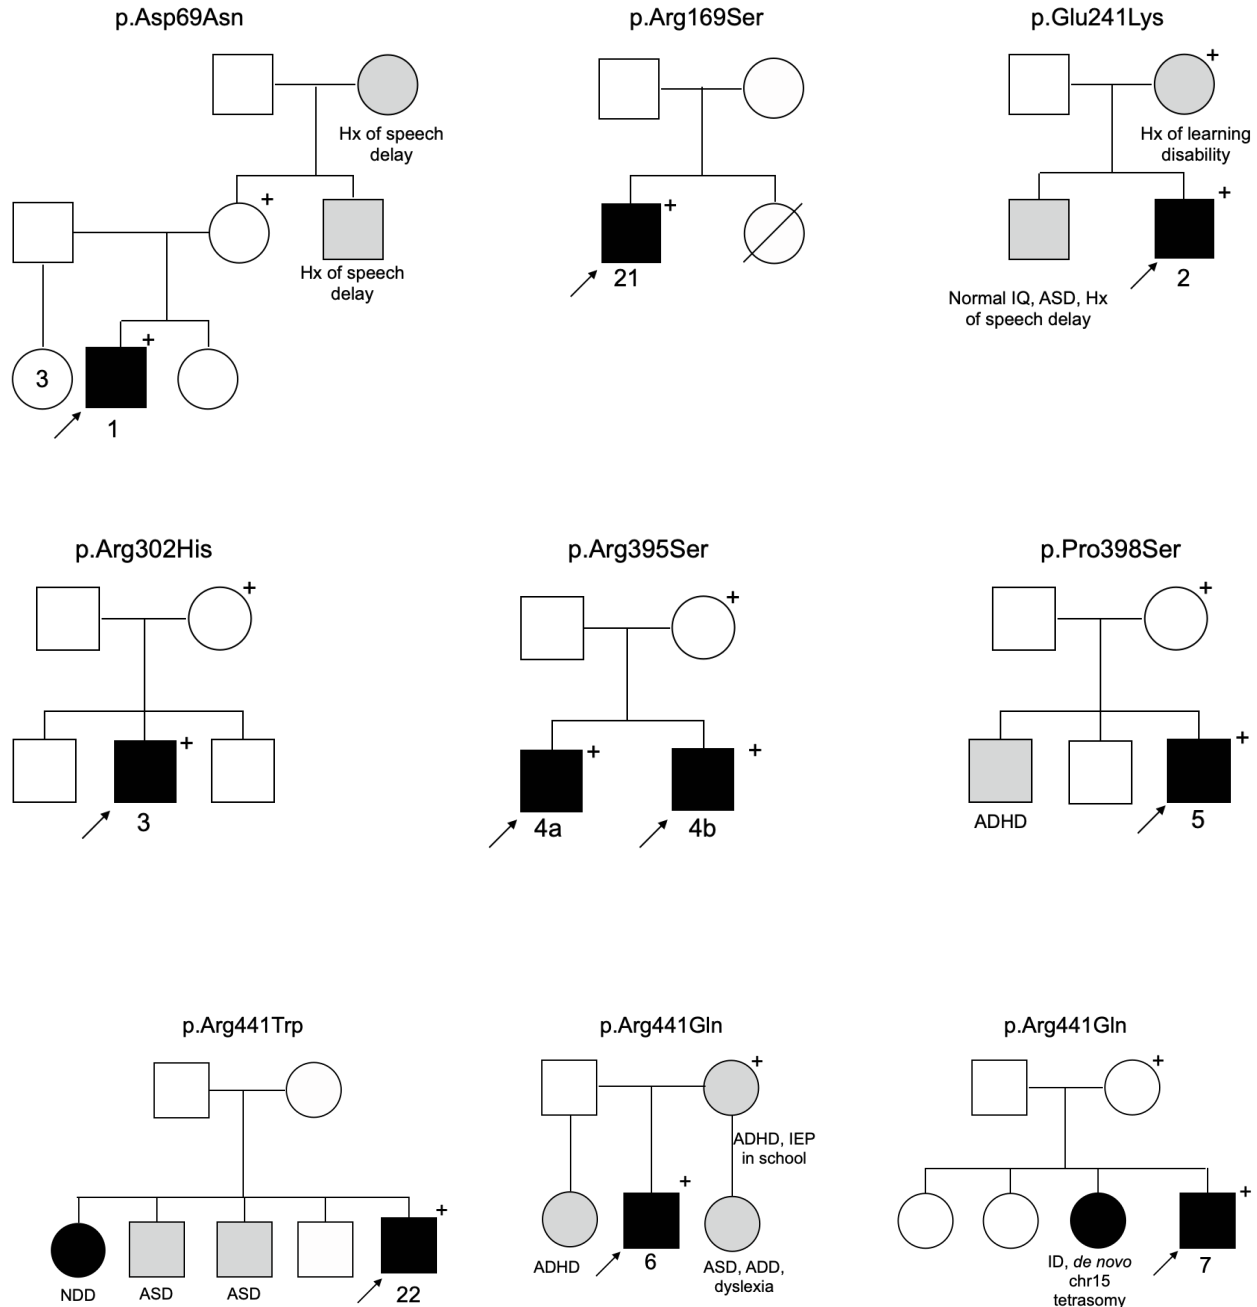 p.Asp69Asn
Hx of speech
delay
+
Hx of speech
delay
3
+
1
p.Arg169Ser
+
21
p.Glu241Lys
+
Hx of learning
disability
+
Normal IQ, ASD, Hx
of speech delay
2
p.Arg302His
+
+
3
p.Arg395Ser
+
+
4a
+
4b
p.Pro398Ser
+
ADHD
+
5
p.Arg441Trp
NDD
ASD
ASD
+
22
p.Arg441Gln
+
ADHD, IEP
in school
ADHD
+
6
ASD, ADD,
dyslexia
p.Arg441Gln
+
ID, de novo
chr15
tetrasomy
+
7